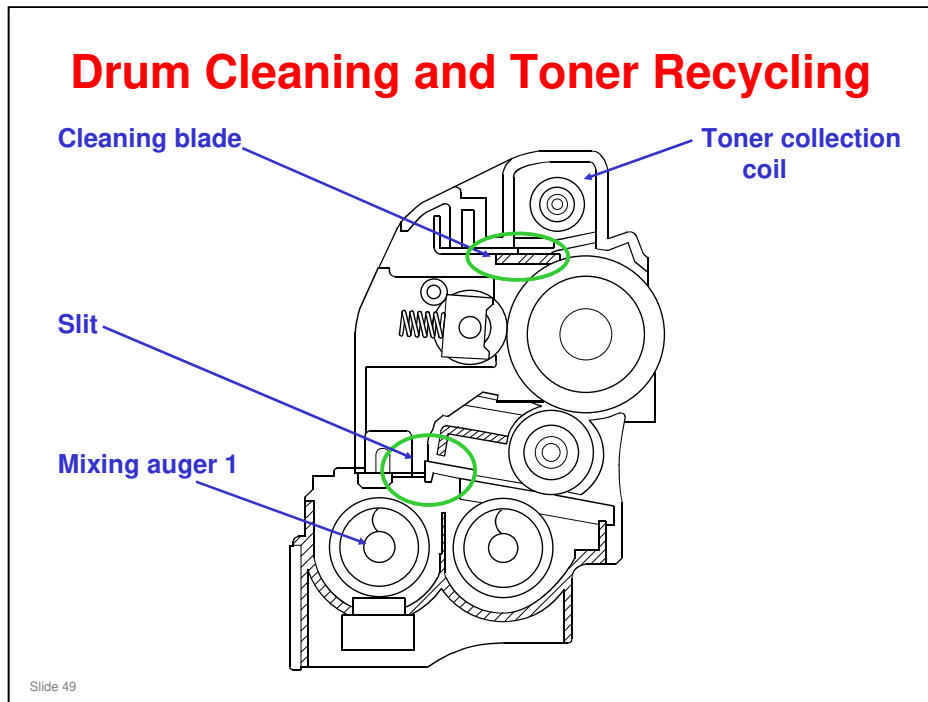 Drum Cleaning and Toner Recycling
Cleaning blade
Toner collection
coil
Slit
Mixing auger 1
Slide 49